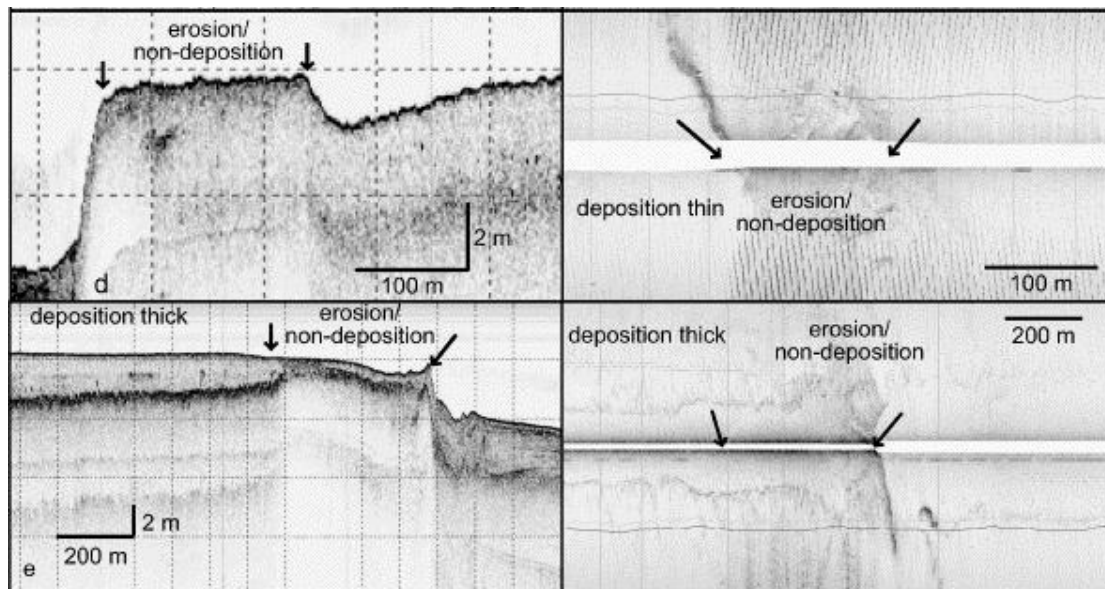 erosion/
non-deposition
2 m
100 m
d
deposition thin
erosion/
non-deposition
100 m
deposition thick
erosion/
non-deposition
2 m
200 m
e
deposition thick
erosion/
non-deposition
200 m